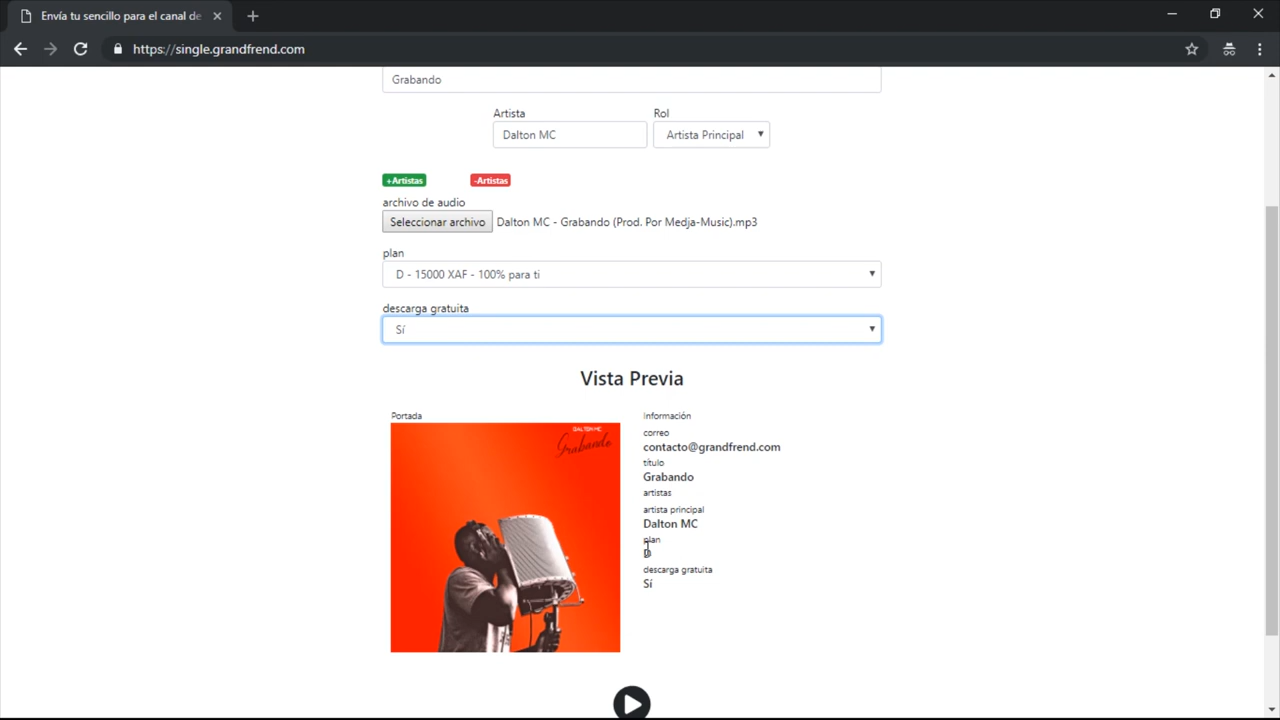 Envía tu sencillo para el canal de
https://single.grandfrend.com
Grabando
Artista
Rol
Dalton MC
Artista Principal
+Artistas
-Artistas
archivo de audio
Seleccionar archivo
Dalton MC - Grabando (Prod. Por Medja-Music).mp3
plan
D - 15000 XAF - 100% para ti
descarga gratuita
Sí
Vista Previa
Portada
DALTON MC
Grabando
Información
correo
contacto@grandfrend.com
título
Grabando
artistas
artista principal
Dalton MC
plan
D
descarga gratuita
Sí